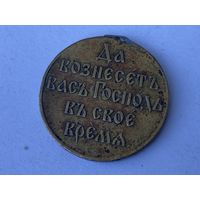 Да
вознесетъ
васъ Господь
въ свое
время